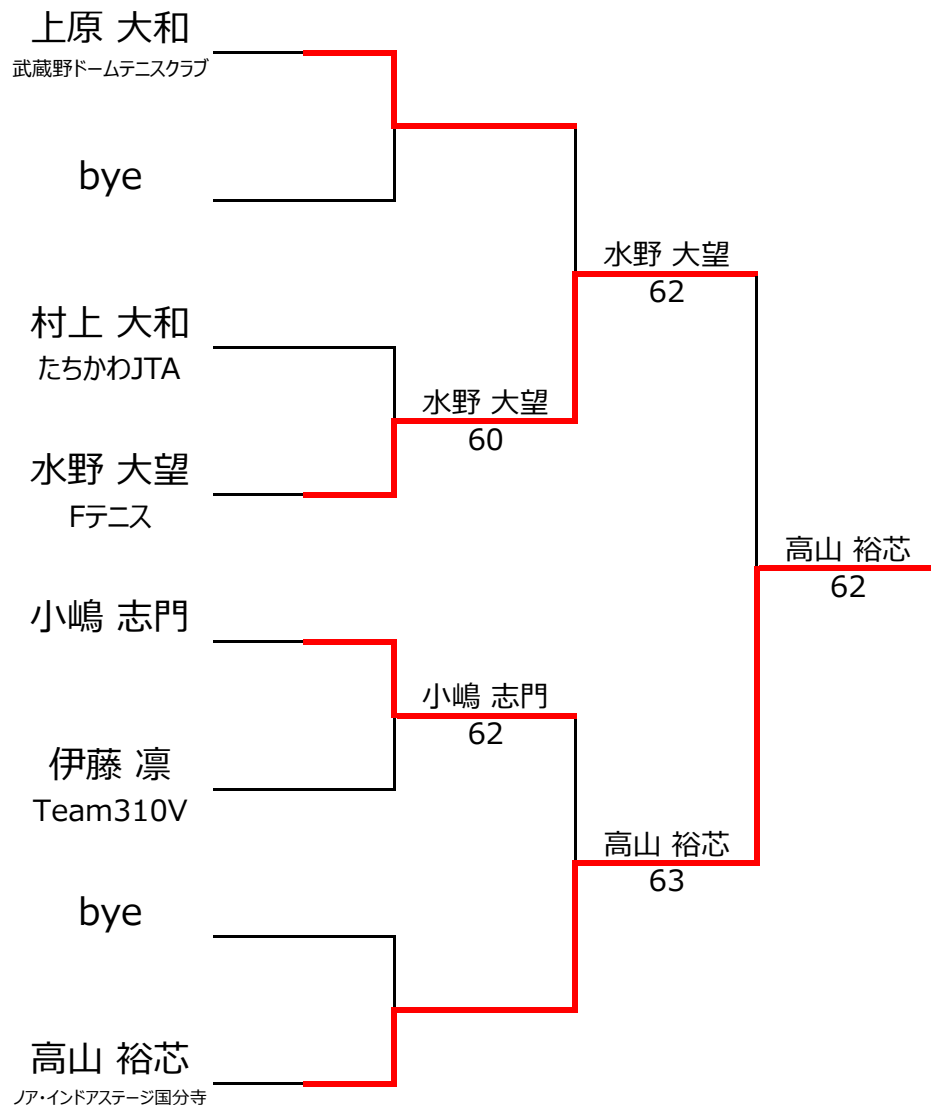 上原 大和
武蔵野ドームテニスクラブ
bye
村上 大和
たちかわJTA
水野 大望
Fテニス
小嶋 志門
伊藤 凛
Team310V
bye
高山 裕芯
ノア・インドアステージ国分寺
水野 大望
60
小嶋 志門
62
水野 大望
62
高山 裕芯
63
高山 裕芯
62